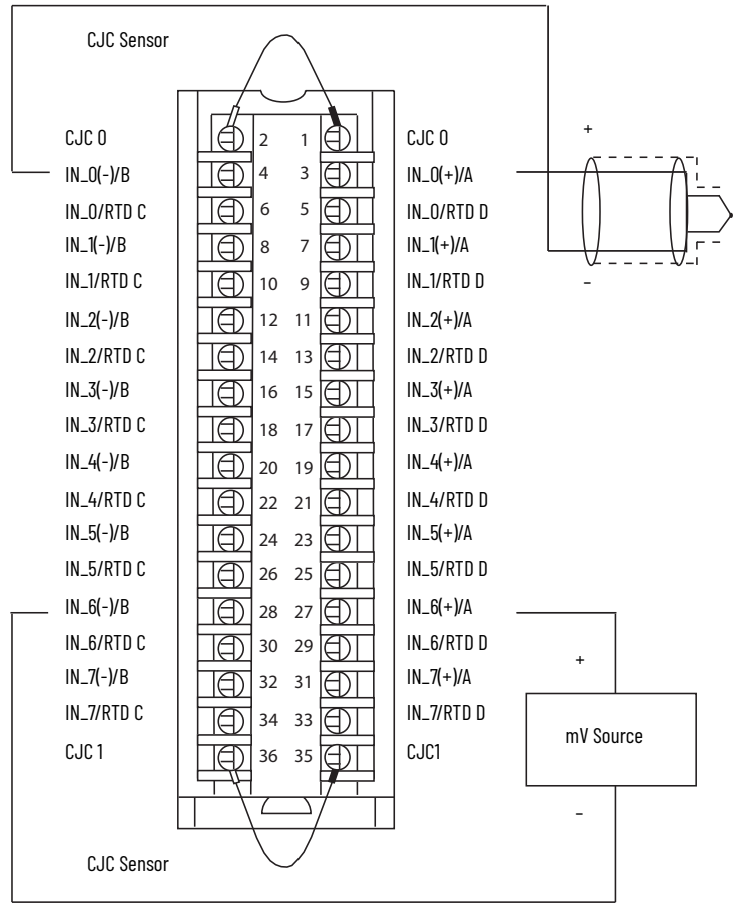 CJC Sensor
CJC 0 2 1 CJC 0 +
IN_0(-)/B 4 3 IN_0(+)/A
IN_0/RTD C 6 5 IN_0/RTD D
IN_1(-)/B 8 7 IN_1(+)/A
IN_1/RTD C 10 9 IN_1/RTD D –
IN_2(-)/B 12 11 IN_2(+)/A
IN_2/RTD C 14 13 IN_2/RTD D
IN_3(-)/B 16 15 IN_3(+)/A
IN_3/RTD C 18 17 IN_3/RTD D
IN_4(-)/B 20 19 IN_4(+)/A
IN_4/RTD C 22 21 IN_4/RTD D
IN_5(-)/B 24 23 IN_5(+)/A
IN_5/RTD C 26 25 IN_5/RTD D
IN_6(-)/B 28 27 IN_6(+)/A
IN_6/RTD C 30 29 IN_6/RTD D +
IN_7(-)/B 32 31 IN_7(+)/A
IN_7/RTD C 34 33 IN_7/RTD D
mV Source
CJC 1 36 35 CJC1
–
CJC Sensor